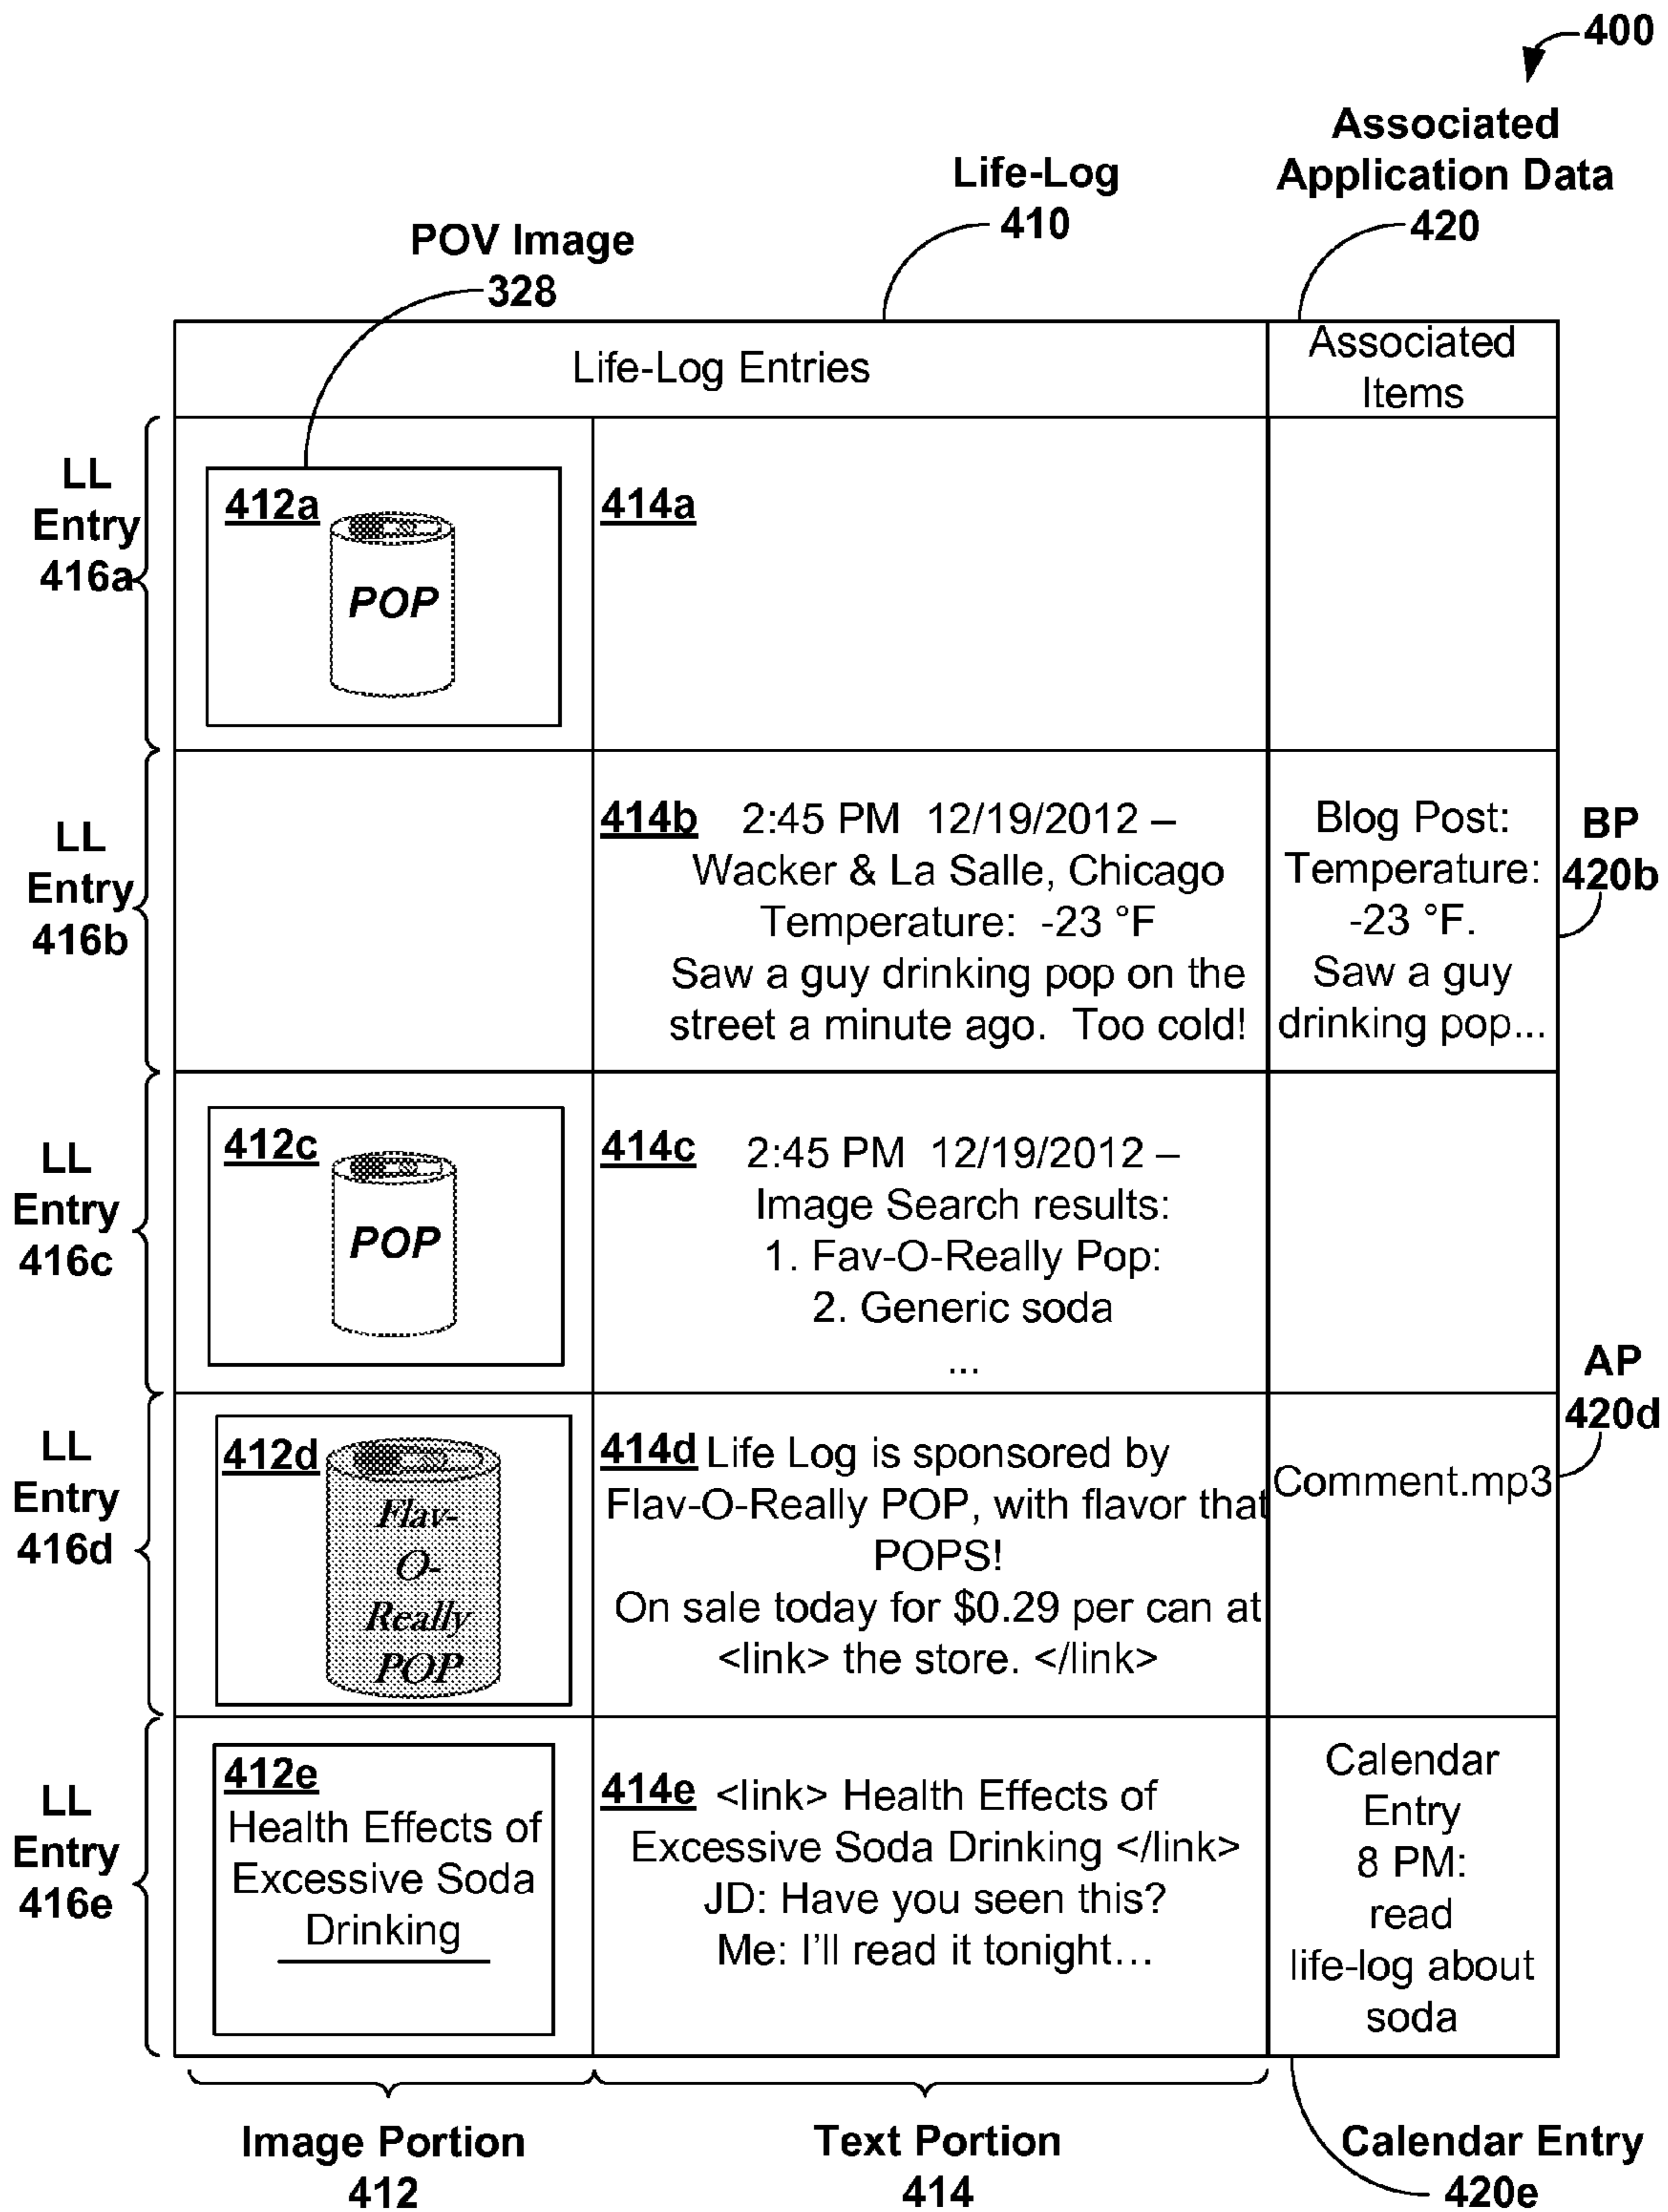 400
Associated
Application Data
420
Life-Log
410
POV Image
328
Life-Log Entries
Associated
Items
LL
Entry
416a
412a
POP
414a
LL
Entry
416b
414b 2:45 PM 12/19/2012 –
Wacker & La Salle, Chicago
Temperature: -23 °F
Saw a guy drinking pop on the
street a minute ago. Too cold!
Blog Post:
Temperature:
-23 °F.
Saw a guy
drinking pop...
BP
420b
LL
Entry
416c
412c
POP
414c 2:45 PM 12/19/2012 –
Image Search results:
1. Fav-O-Really Pop:
2. Generic soda
...
AP
420d
LL
Entry
416d
412d
Flav-
O-
Really
POP
414d Life Log is sponsored by
Flav-O-Really POP, with flavor that
POPS!
On sale today for $0.29 per can at
<link> the store. </link>
Comment.mp3
LL
Entry
416e
412e
Health Effects of
Excessive Soda
Drinking
414e <link> Health Effects of
Excessive Soda Drinking </link>
JD: Have you seen this?
Me: I'll read it tonight...
Calendar
Entry
8 PM:
read
life-log about
soda
Image Portion
412
Text Portion
414
Calendar Entry
420e